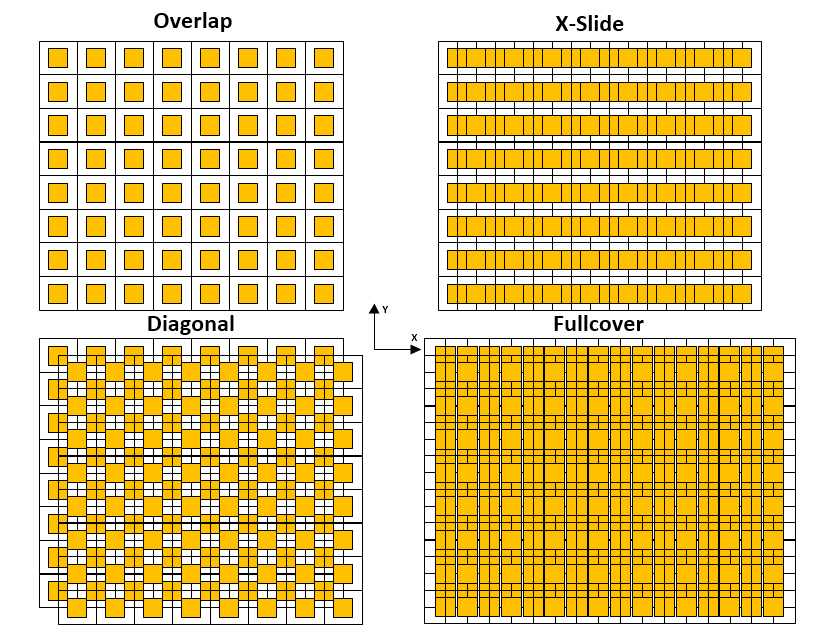 Overlap
X-Slide
Y
X
Diagonal
Fullcover